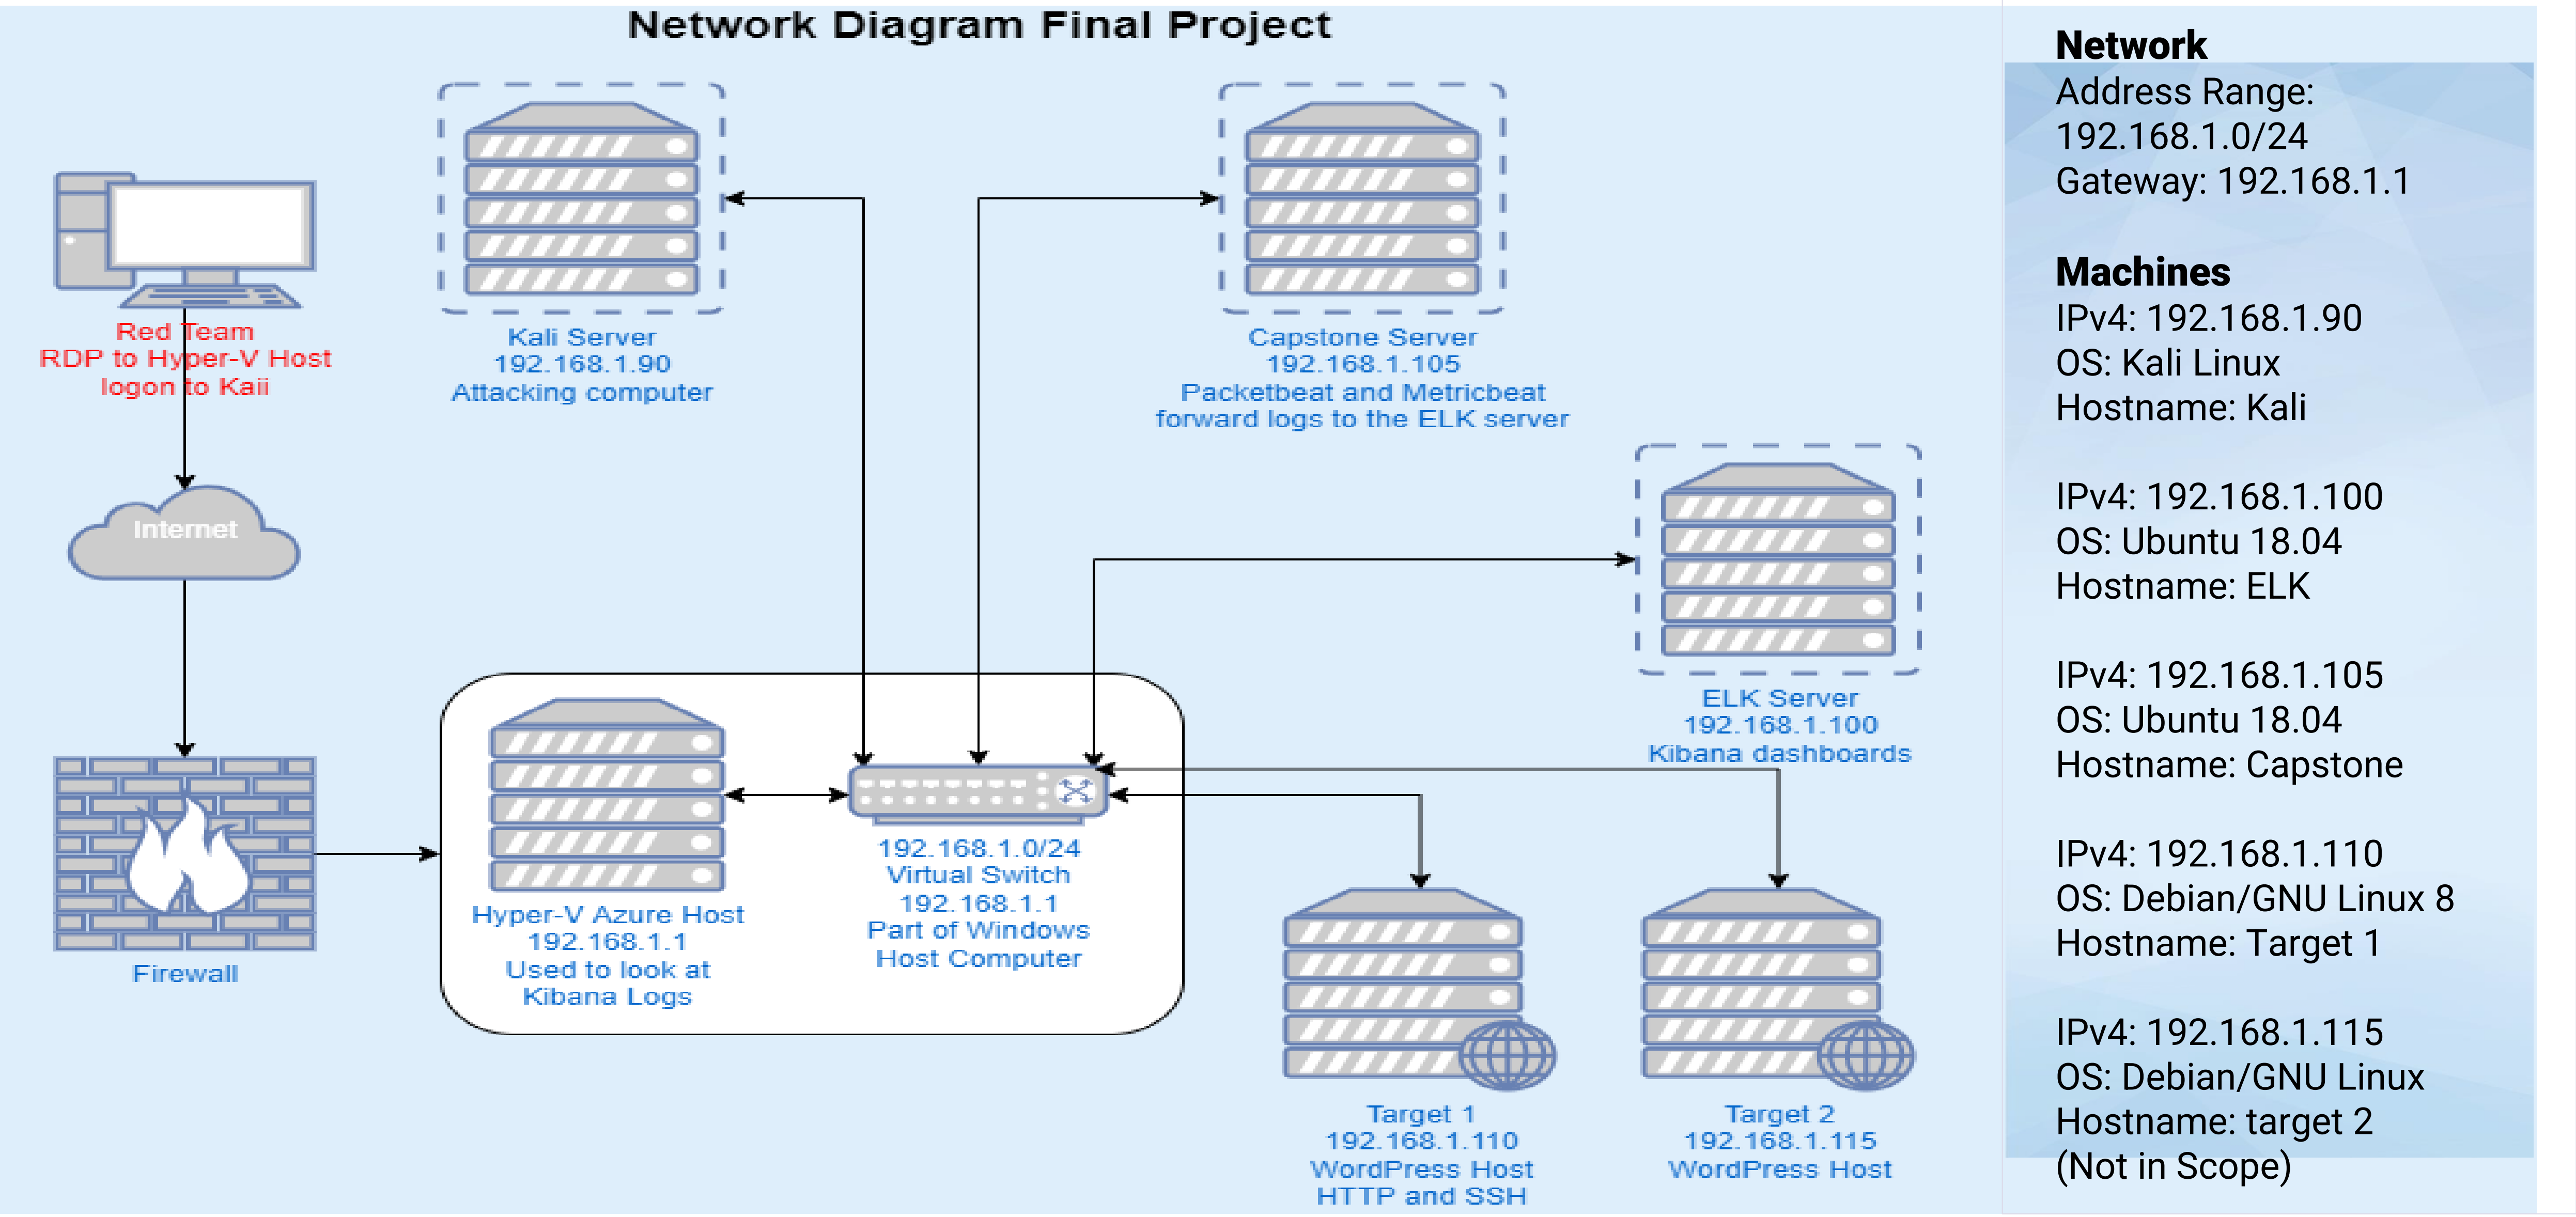 Network Diagram Final Project
Red Team
RDP to Hyper-V Host
logon to Kaii
Internet
Firewall
Kali Server
192.168.1.90
Attacking computer
Capstone Server
192.168.1.105
Packetbeat and Metricbeat
forward logs to the ELK server
ELK Server
192.168.1.100
Kibana dashboards
Hyper-V Azure Host
192.168.1.1
Used to look at
Kibana Logs
192.168.1.0/24
Virtual Switch
192.168.1.1
Part of Windows
Host Computer
Target 1
192.168.1.110
WordPress Host
HTTP and SSH
Target 2
192.168.1.115
WordPress Host
Network
Address Range:
192.168.1.0/24
Gateway: 192.168.1.1
Machines
IPv4: 192.168.1.90
OS: Kali Linux
Hostname: Kali
IPv4: 192.168.1.100
OS: Ubuntu 18.04
Hostname: ELK
IPv4: 192.168.1.105
OS: Ubuntu 18.04
Hostname: Capstone
IPv4: 192.168.1.110
OS: Debian/GNU Linux 8
Hostname: Target 1
IPv4: 192.168.1.115
OS: Debian/GNU Linux
Hostname: target 2
(Not in Scope)